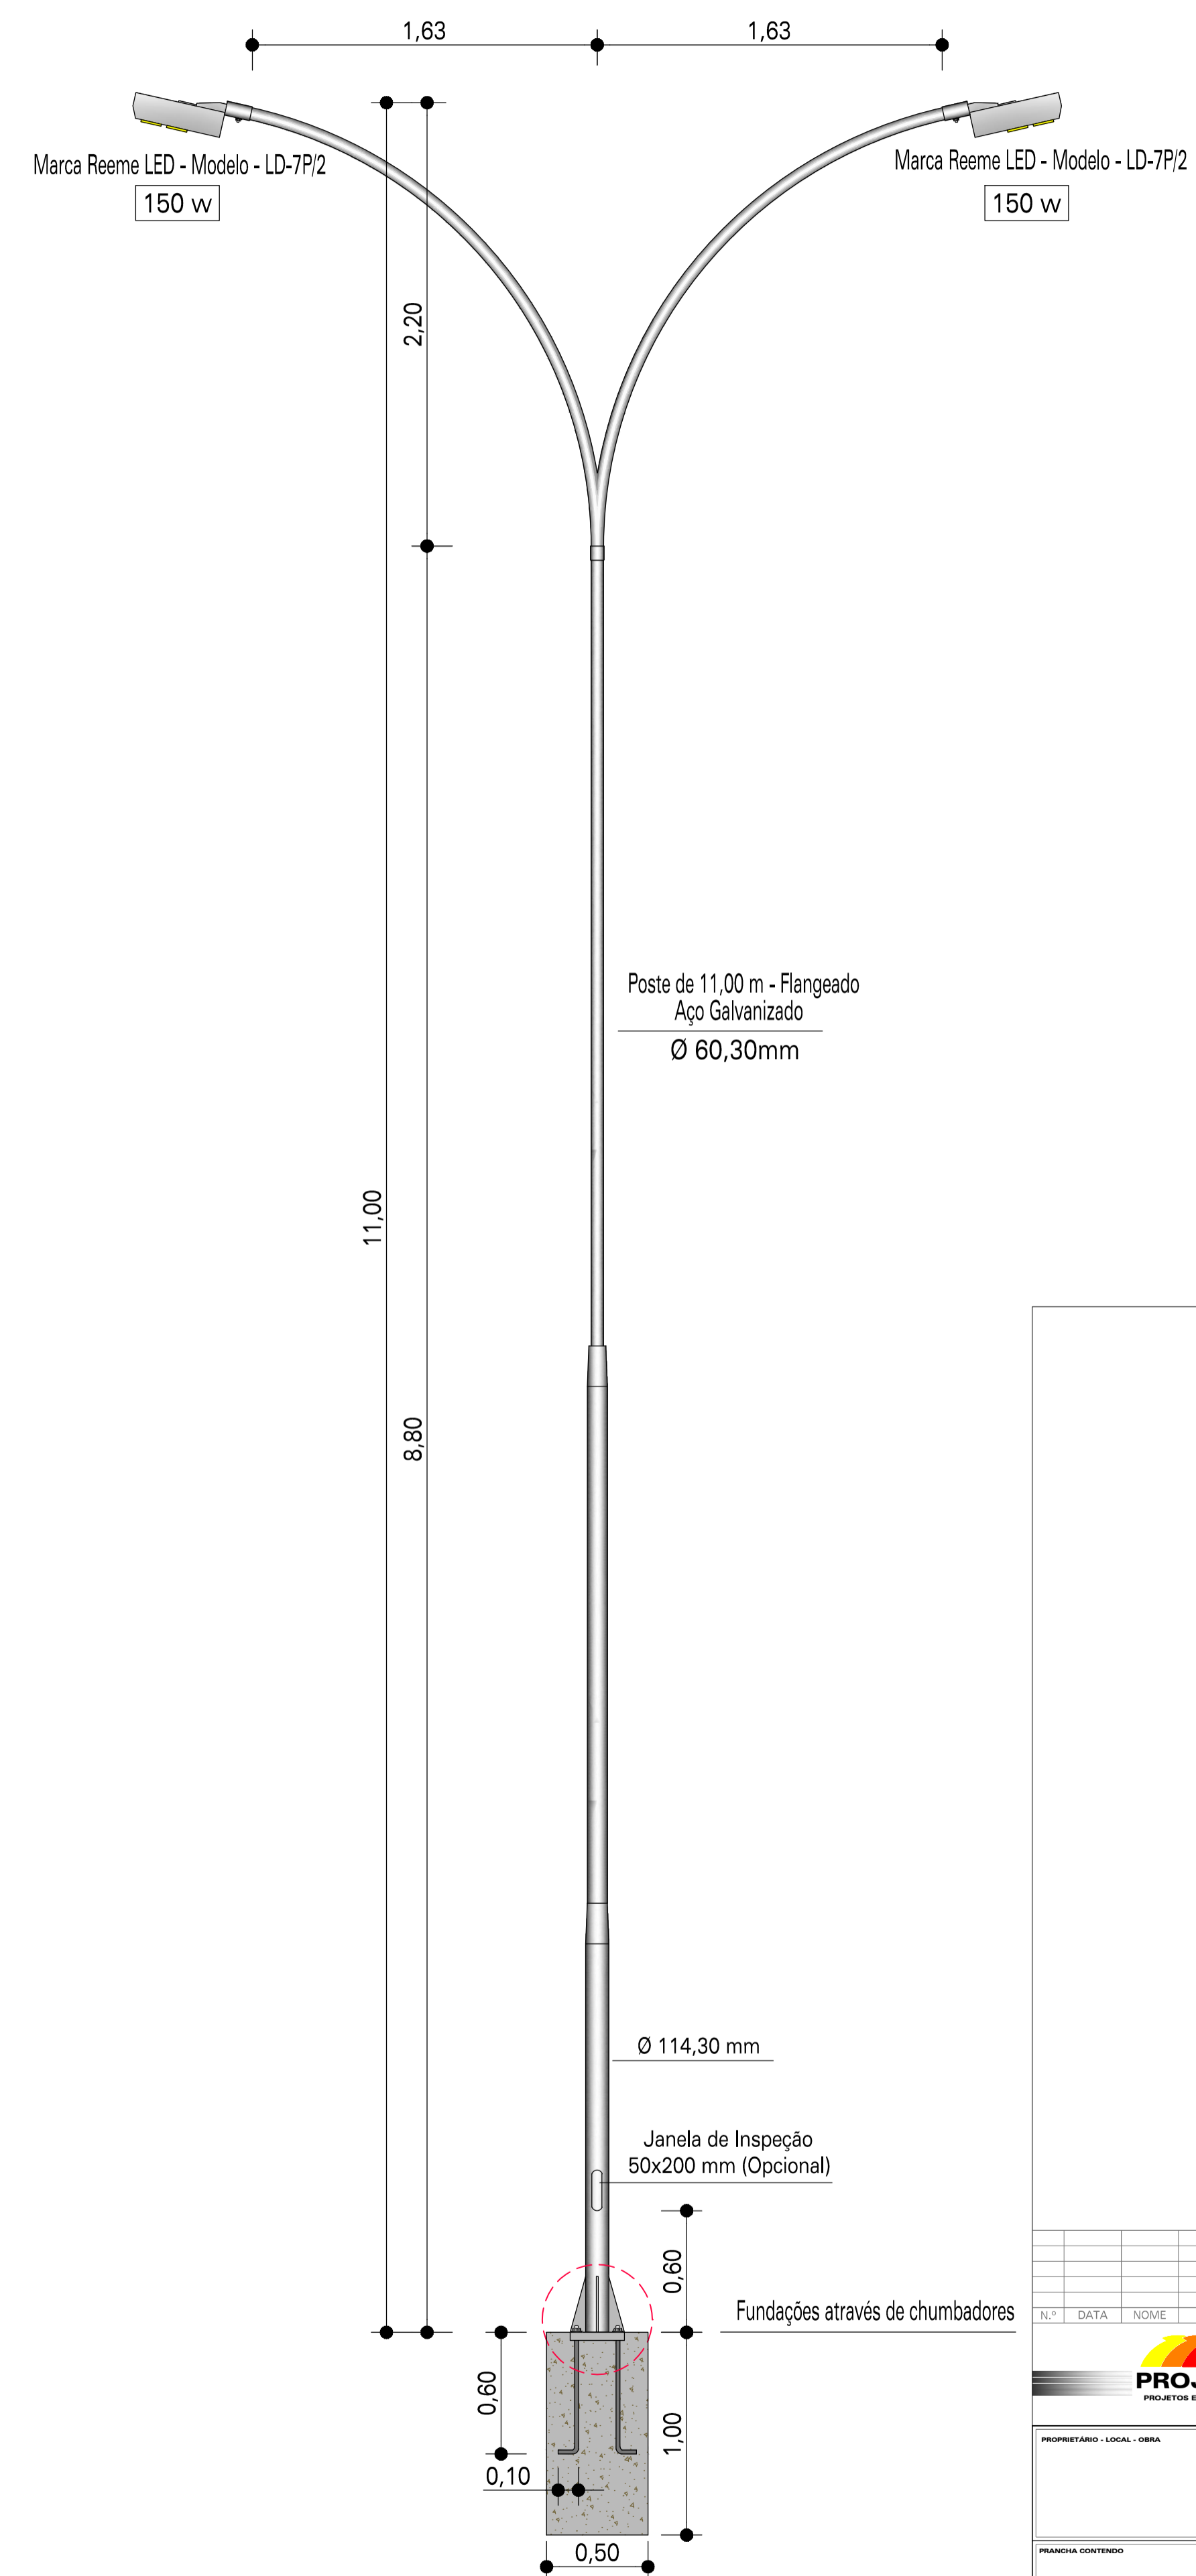 1,63
1,63
Marca Reeme LED - Modelo - LD-7P/2
150 w
Marca Reeme LED - Modelo - LD-7P/2
150 w
2,20
Poste de 11,00 m - Flangeado
Aço Galvanizado
Ø 60,30mm
11,00
8,80
Ø 114,30 mm
Janela de Inspeção
50x200 mm (Opcional)
0,60
Fundações através de chumbadores
0,60
1,00
0,10
0,50
N.º DATA NOME
PROJ
PROJETOS E
PROPRIETÁRIO - LOCAL - OBRA
PRANCHA CONTENDO